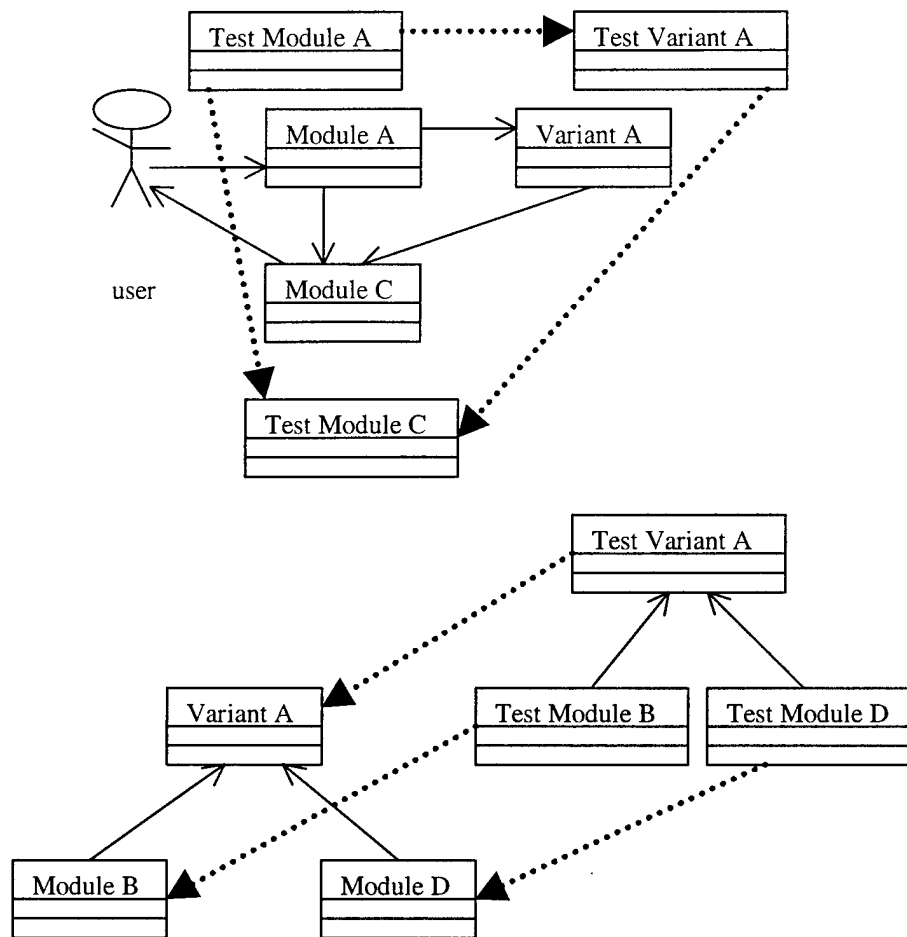 Test Module A
Test Variant A
Module A
Variant A
user
Module C
Test Module C
Test Variant A
Variant A
Test Module B
Test Module D
Module B
Module D